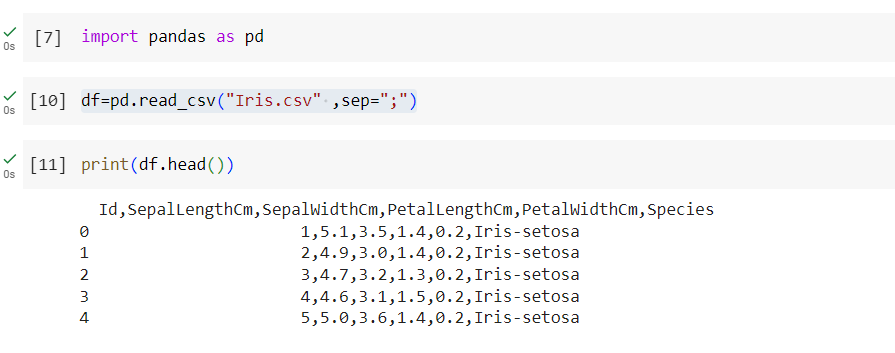 [7] import pandas as pd
0s
[10] df=pd.read_csv("Iris.csv" ,sep=";")
0s
[11] print(df.head())
0s
Id,SepalLengthCm,SepalWidthCm,PetalLengthCm,PetalWidthCm,Species
0 1,5.1,3.5,1.4,0.2,Iris-setosa
1 2,4.9,3.0,1.4,0.2,Iris-setosa
2 3,4.7,3.2,1.3,0.2,Iris-setosa
3 4,4.6,3.1,1.5,0.2,Iris-setosa
4 5,5.0,3.6,1.4,0.2,Iris-setosa